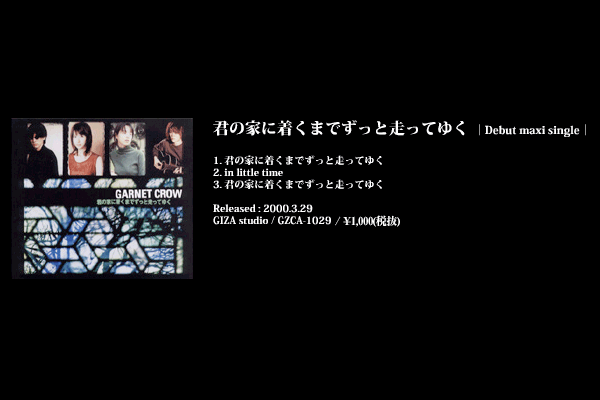 君の家に着くまでずっと走ってゆく ｜Debut maxi single｜
1. 君の家に着くまでずっと走ってゆく
2. in little time
3. 君の家に着くまでずっと走ってゆく
Released : 2000.3.29
GIZA studio / GZCA-1029 / ¥1,000(税抜)
GARNET CROW
君の家に着くまでずっと走ってゆく